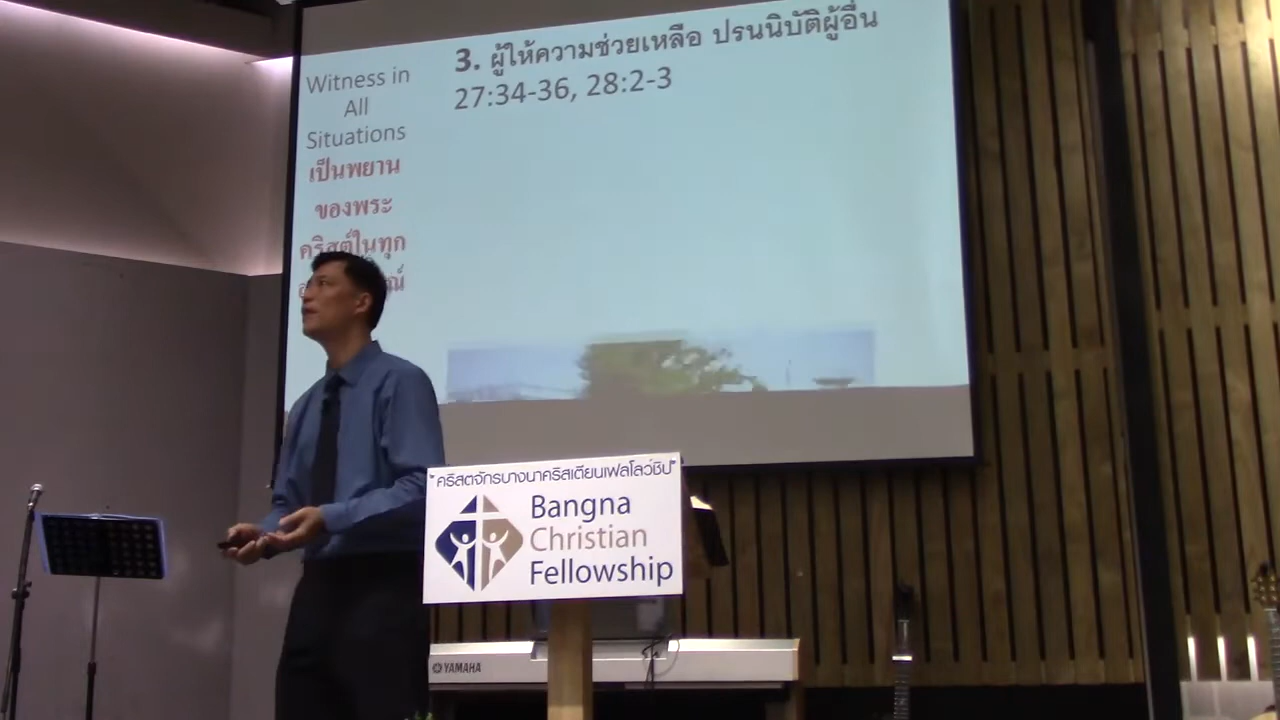 Witness in
All
Situations
เป็นพยาน
ของพระ
คริสต์ในทุก
3. ผู้ให้ความช่วยเหลือ ปรนนิบัติผู้อื่น
27:34-36, 28:2-3
"คริสตจักรบางนาคริสเตียนเฟลโลว์ชิป"
Bangna
Christian
Fellowship
YAMAHA